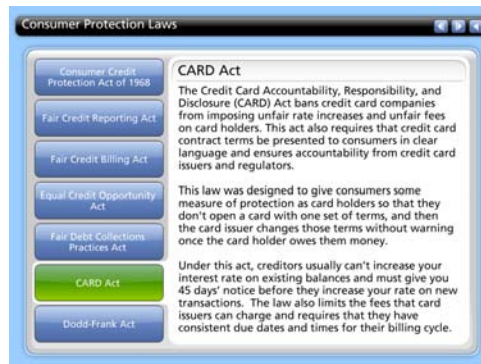 Consumer Protection Laws
Consumer Credit
Protection Act of 1968
Fair Credit Reporting Act
Fair Credit Billing Act
Equal Credit Opportunity
Act
Fair Debt Collections
Practices Act
CARD Act
Dodd-Frank Act
CARD Act
The Credit Card Accountability, Responsibility, and
Disclosure (CARD) Act bans credit card companies
from imposing unfair rate increases and unfair fees
on card holders. This act also requires that credit card
contract terms be presented to consumers in clear
language and ensures accountability from credit card
issuers and regulators.
This law was designed to give consumers some
measure of protection as card holders so that they
don't open a card with one set of terms, and then
the card issuer changes those terms without warning
once the card holder owes them money.
Under this act, creditors usually can't increase your
interest rate on existing balances and must give you
45 days' notice before they increase your rate on new
transactions. The law also limits the fees that card
issuers can charge and requires that they have
consistent due dates and times for their billing cycle.